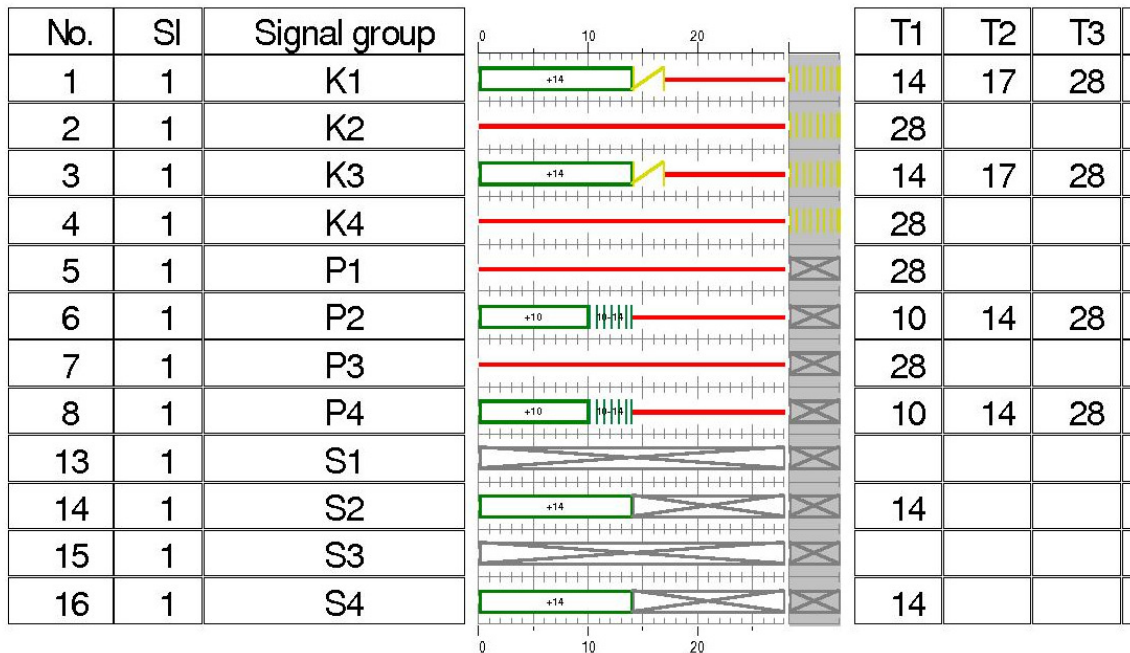 No. SI Signal group 0 10 20 T1 T2 T3
1 1 K1 +14 14 17 28
2 1 K2 28
3 1 K3 +14 14 17 28
4 1 K4 28
5 1 P1 28
6 1 P2 +10 10-14 10 14 28
7 1 P3 28
8 1 P4 +10 10-14 10 14 28
13 1 S1
14 1 S2 +14 14
15 1 S3
16 1 S4 +14 14
0 10 20